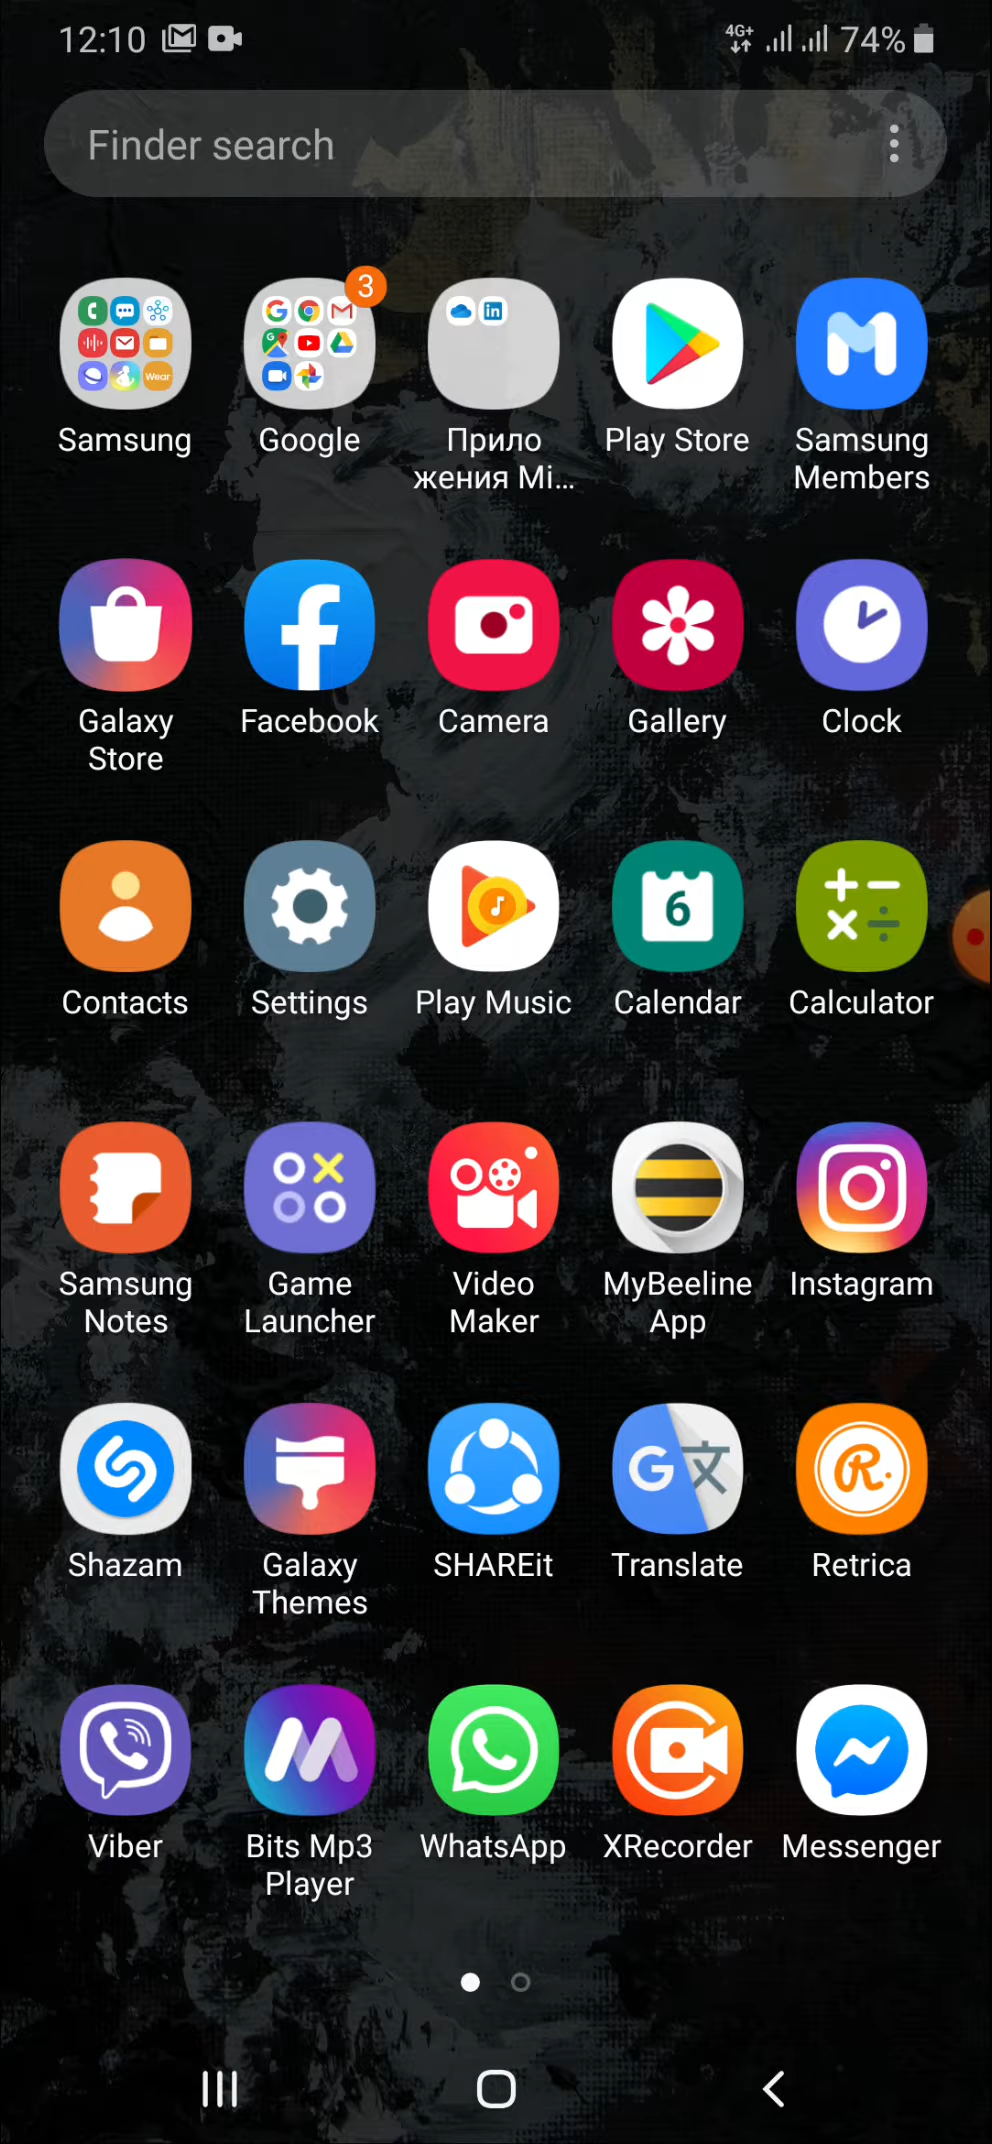 12:10
4G+
74%
Finder search
3
Wear
Samsung
Google
Прило
жения Mi...
Play Store
Samsung
Members
Galaxy
Store
Facebook
Camera
Gallery
Clock
6
Contacts
Settings
Play Music
Calendar
Calculator
Samsung
Notes
Game
Launcher
Video
Maker
MyBeeline
App
Instagram
Shazam
Galaxy
Themes
SHAREit
Translate
Retrica
Viber
Bits Mp3
Player
WhatsApp
XRecorder
Messenger